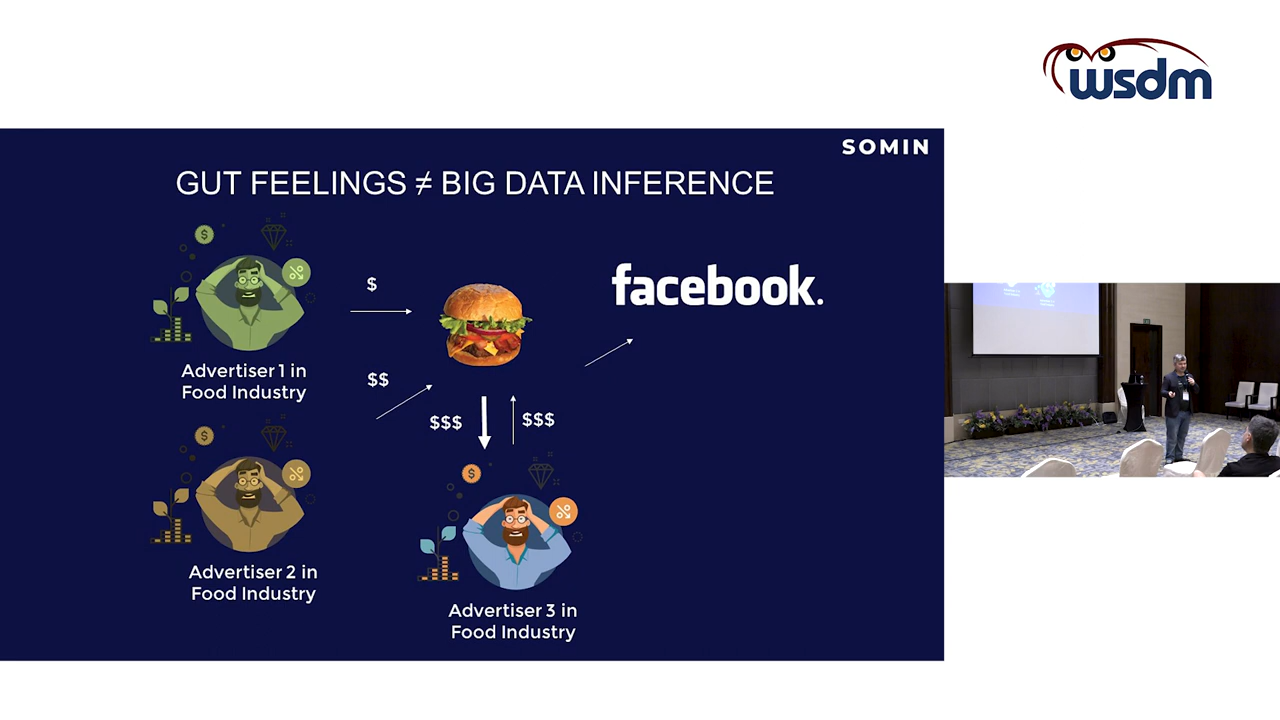 wsdm
SOMIN
GUT FEELINGS ≠ BIG DATA INFERENCE
$
$
facebook.
Advertiser 1 in
Food Industry
$$
$$$
$$$
$
$
Advertiser 2 in
Food Industry
Advertiser 3 in
Food Industry